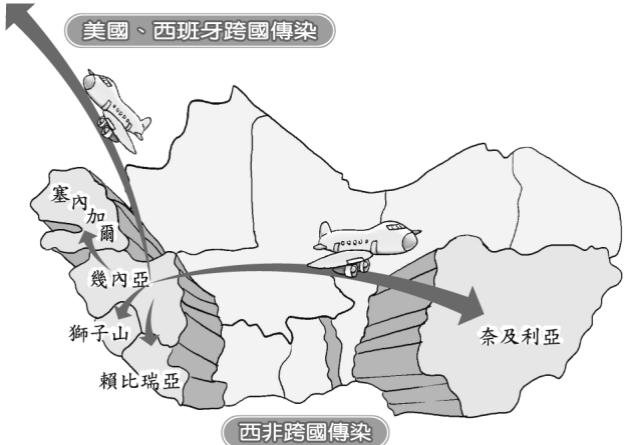 美國、西班牙跨國傳染
塞內加爾
幾內亞
獅子山
賴比瑞亞
奈及利亞
西非跨國傳染